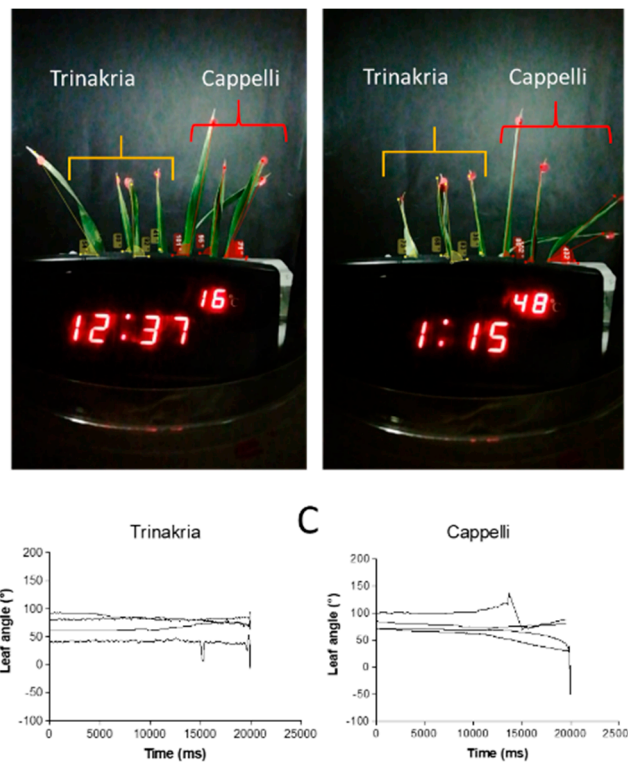 Trinakria Cappelli
Trinakria Cappelli
16°C
12:37
48°C
1:15
C
Trinakria
Cappelli
200
150
100
50
0
-50
-100
Leaf angle (°)
0 5000 10000 15000 20000 25000
Time (ms)
200
150
100
50
0
-50
-100
Leaf angle (°)
0 5000 10000 15000 20000 2500
Time (ms)